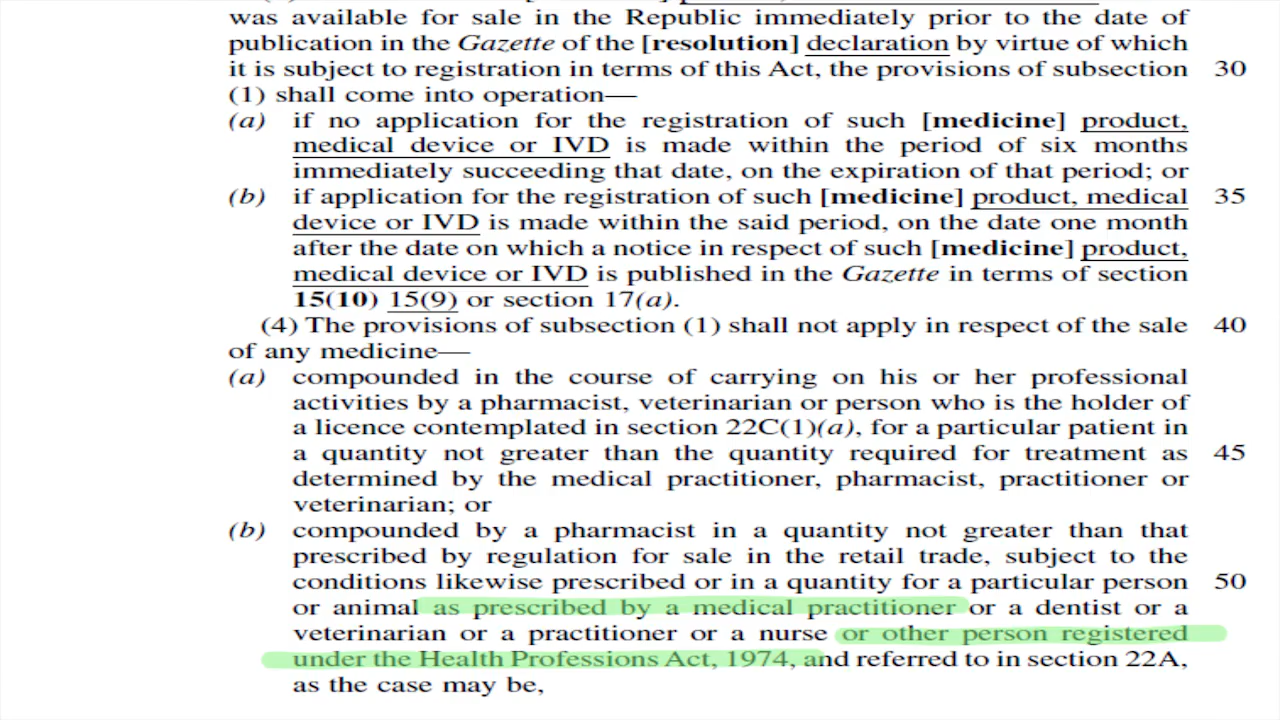 was available for sale in the Republic immediately prior to the date of
publication in the Gazette of the [resolution] declaration by virtue of which
it is subject to registration in terms of this Act, the provisions of subsection 30
(1) shall come into operation—
(a) if no application for the registration of such [medicine] product,
medical device or IVD is made within the period of six months
immediately succeeding that date, on the expiration of that period; or
(b) if application for the registration of such [medicine] product, medical 35
device or IVD is made within the said period, on the date one month
after the date on which a notice in respect of such [medicine] product,
medical device or IVD is published in the Gazette in terms of section
15(10) 15(9) or section 17(a).
(4) The provisions of subsection (1) shall not apply in respect of the sale 40
of any medicine—
(a) compounded in the course of carrying on his or her professional
activities by a pharmacist, veterinarian or person who is the holder of
a licence contemplated in section 22C(1)(a), for a particular patient in
a quantity not greater than the quantity required for treatment as 45
determined by the medical practitioner, pharmacist, practitioner or
veterinarian; or
(b) compounded by a pharmacist in a quantity not greater than that
prescribed by regulation for sale in the retail trade, subject to the
conditions likewise prescribed or in a quantity for a particular person 50
or animal as prescribed by a medical practitioner or a dentist or a
veterinarian or a practitioner or a nurse or other person registered
under the Health Professions Act, 1974, and referred to in section 22A,
as the case may be,